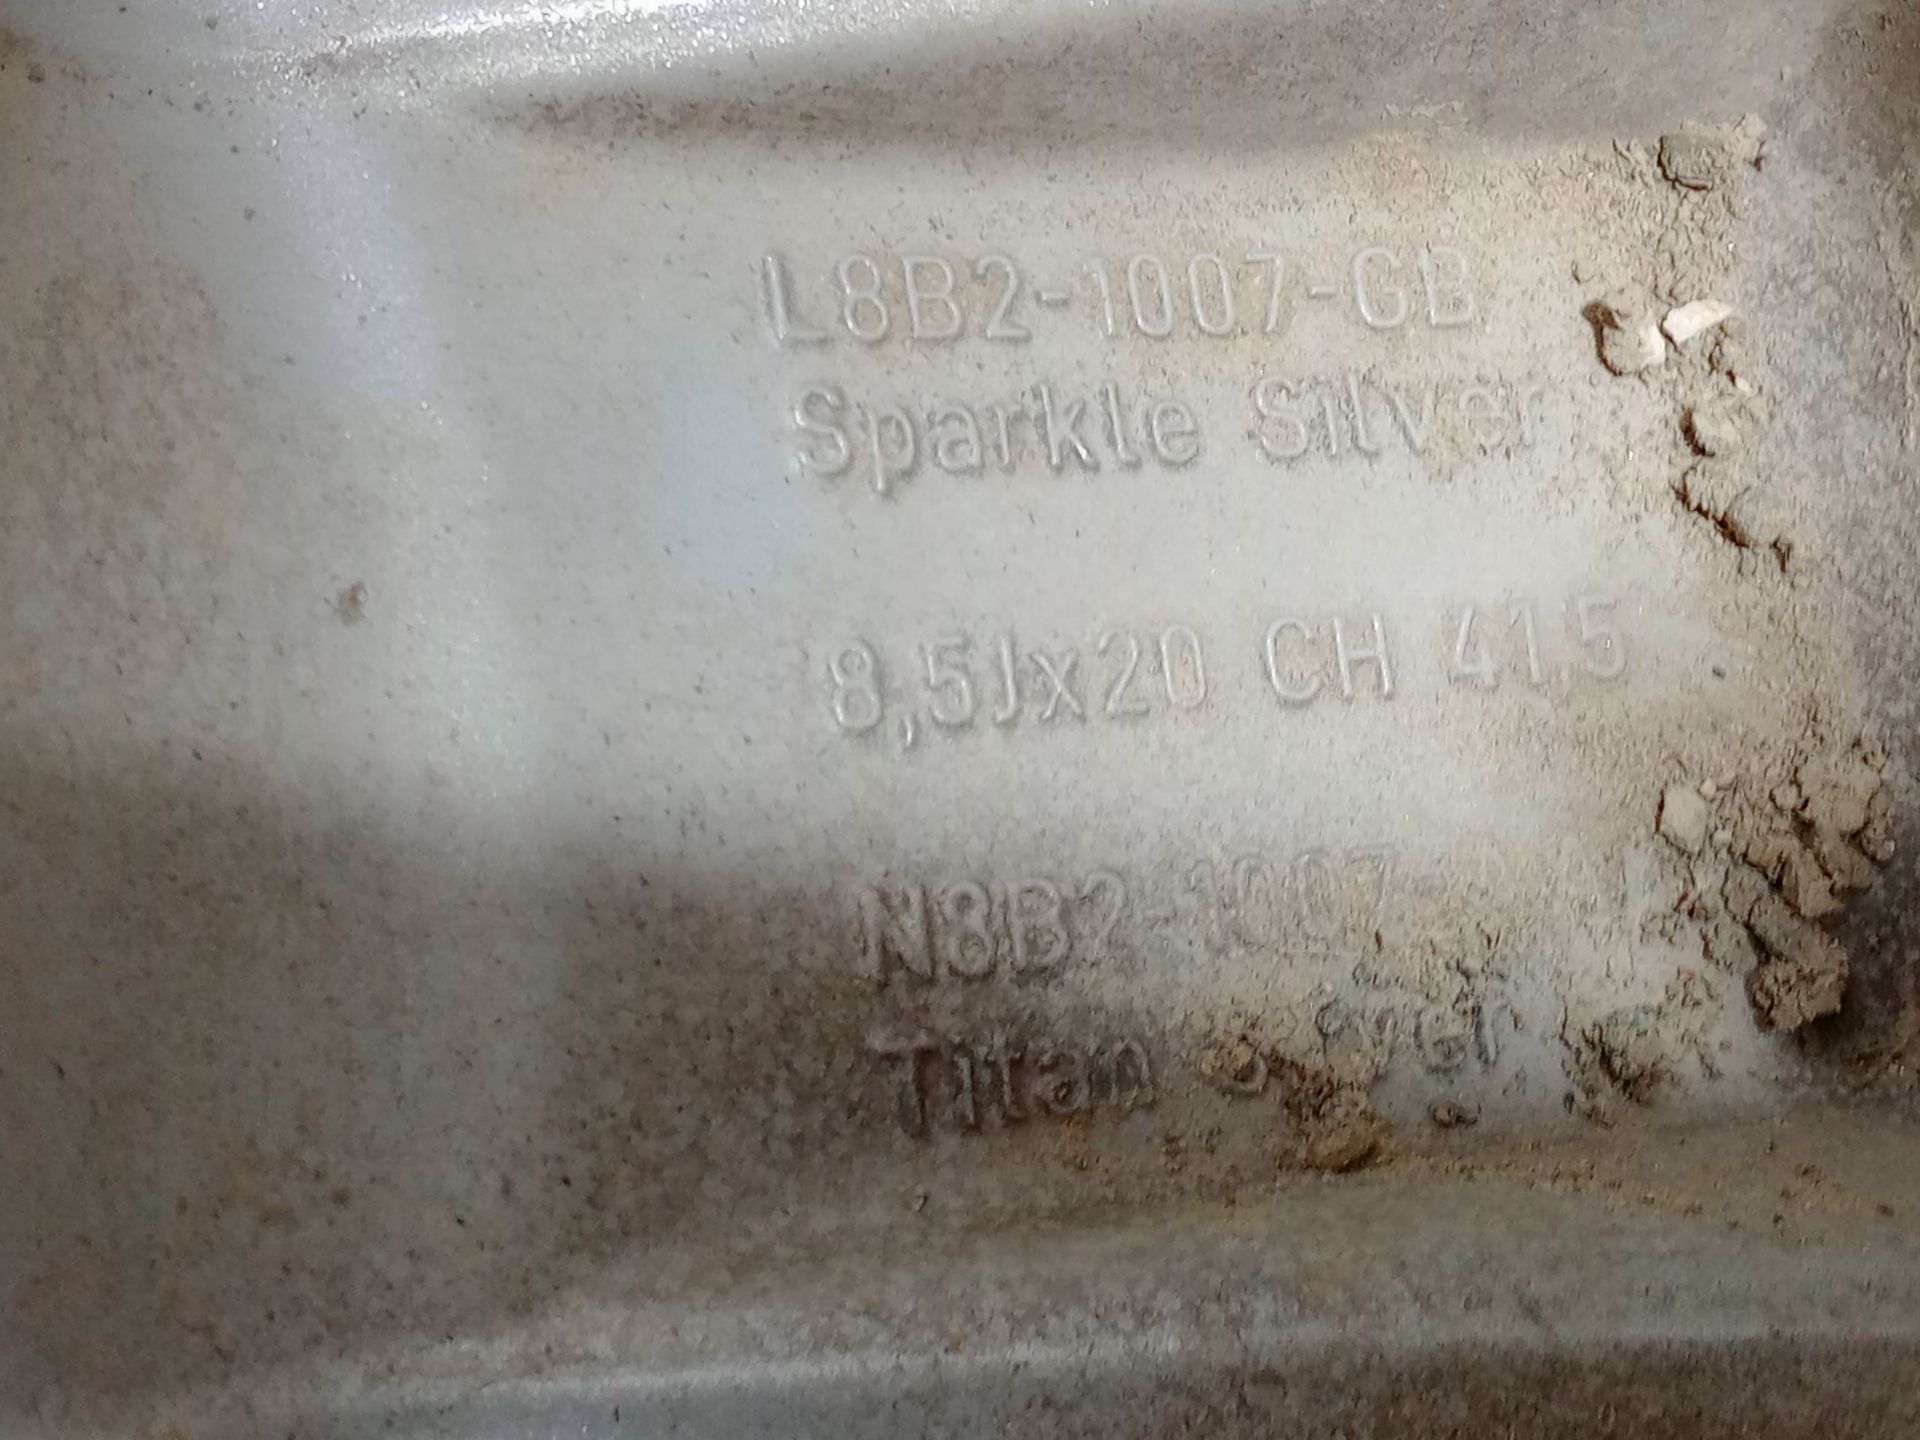 L8B2-1007-GB
Sparkle Silver
8,5Jx20 CH 41.5
N8B2-1007-
Titan